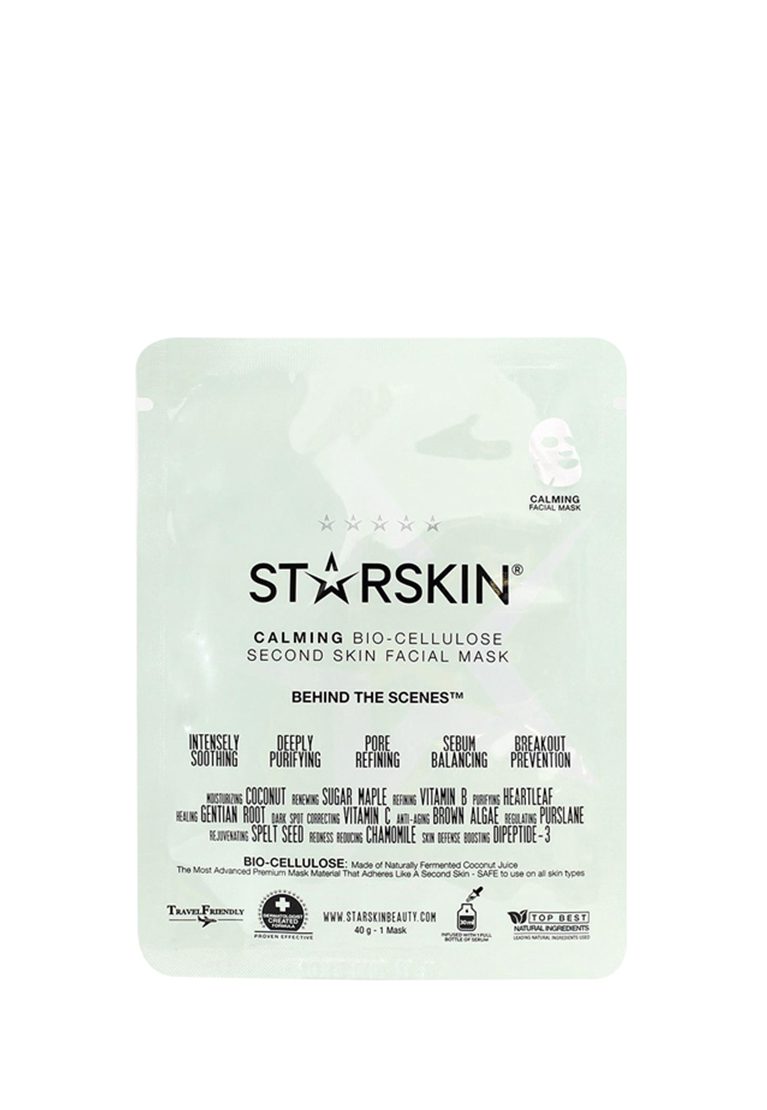 CALMING
FACIAL MASK
ST☆RSKIN®
CALMING BIO-CELLULOSE
SECOND SKIN FACIAL MASK
BEHIND THE SCENES™
INTENSELY SOOTHING
DEEPLY PURIFYING
PORE REFINING
SEBUM BALANCING
BREAKOUT PREVENTION
MOISTURIZING COCONUT RENEWING SUGAR MAPLE REFINING VITAMIN B PURIFYING HEARTLEAF
HEALING GENTIAN ROOT DARK SPOT CORRECTING VITAMIN C ANTI-AGING BROWN ALGAE REGULATING PURSLANE
REJUVENATING SPELT SEED REDNESS REDUCING CHAMOMILE SKIN DEFENSE BOOSTING DIPEPTIDE-3
BIO-CELLULOSE: Made of Naturally Fermented Coconut Juice
The Most Advanced Premium Mask Material That Adheres Like A Second Skin - SAFE to use on all skin types
TRAVELFRIENDLY
DERMATOLOGIST
CREATED
FORMULA
PROVEN EFFECTIVE
WWW.STARSKINBEAUTY.COM
40 g - 1 Mask
INFUSED WITH 1 FULL
BOTTLE OF SERUM
TOP BEST
NATURAL INGREDIENTS
LEADING NATURAL INGREDIENTS USED